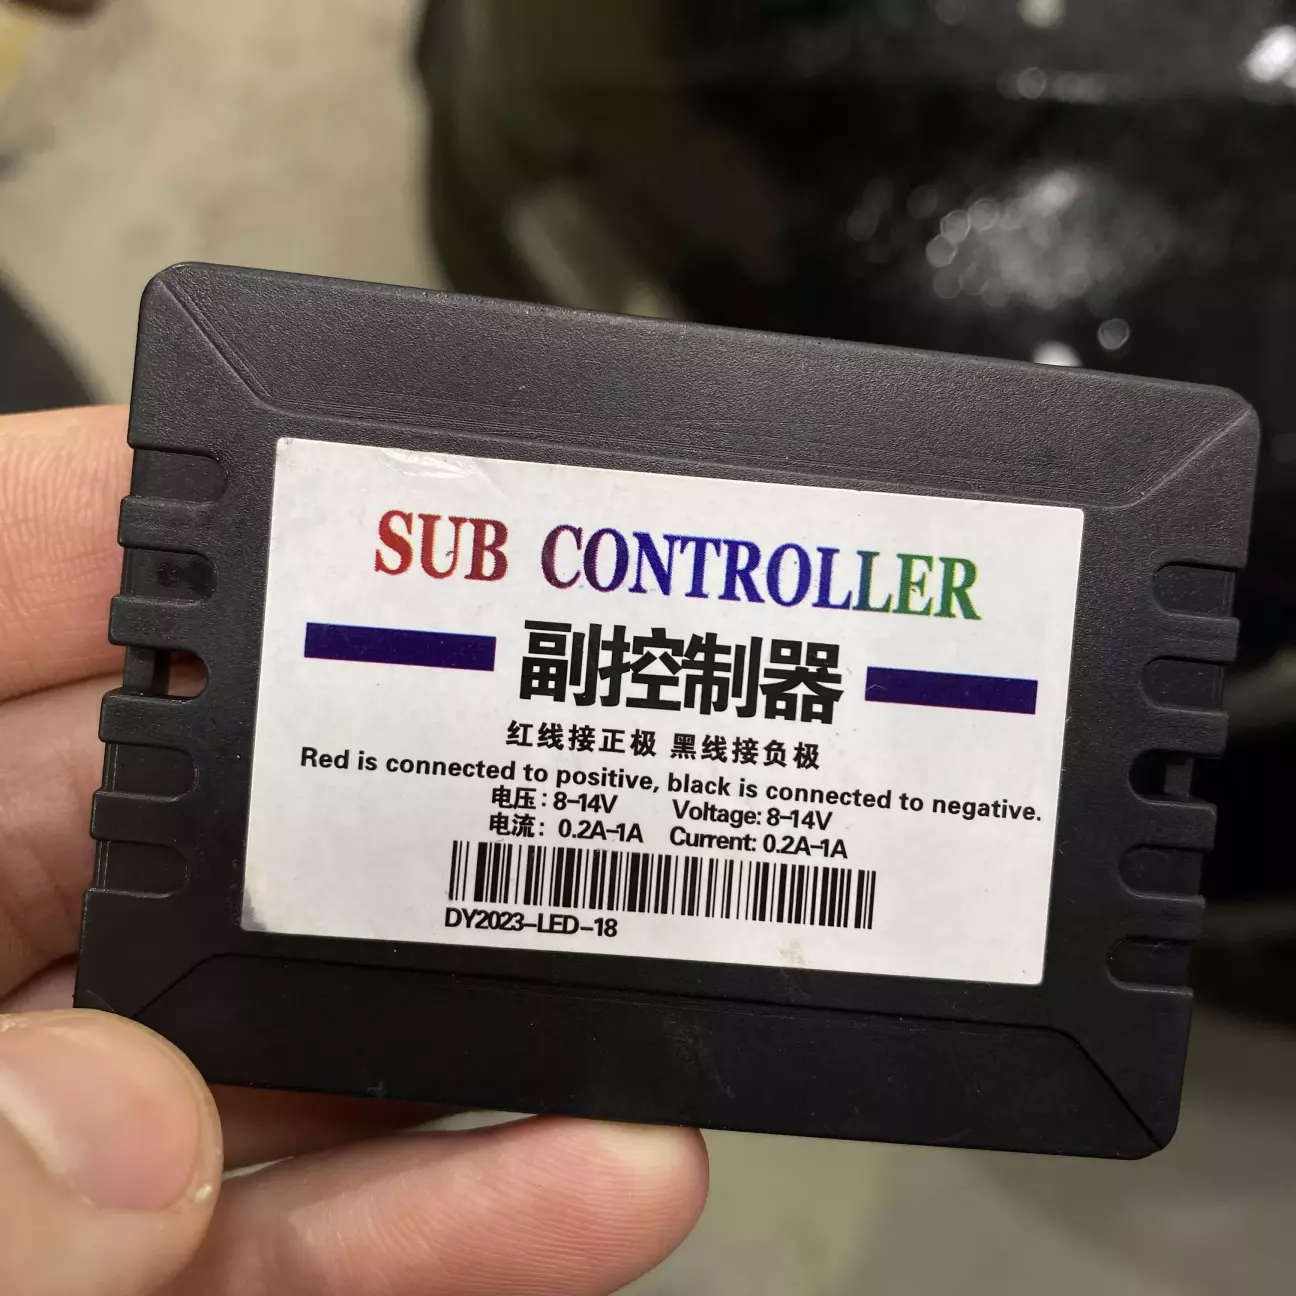 SUB CONTROLLER
副控制器
红线接正极 黑线接负极
Red is connected to positive, black is connected to negative.
电压：8-14V Voltage: 8-14V
电流：0.2A-1A Current: 0.2A-1A
DY2023-LED-18